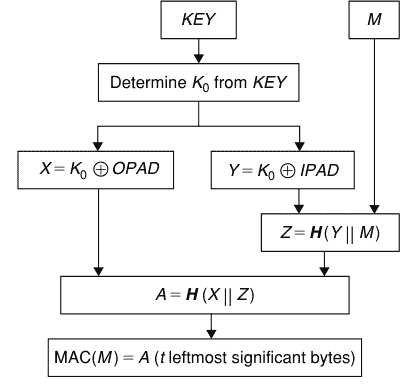 KEY
M
Determine K₀ from KEY
X = K₀ ⊕ OPAD
Y = K₀ ⊕ IPAD
Z = H(Y || M)
A = H (X || Z)
MAC(M) = A (t leftmost significant bytes)